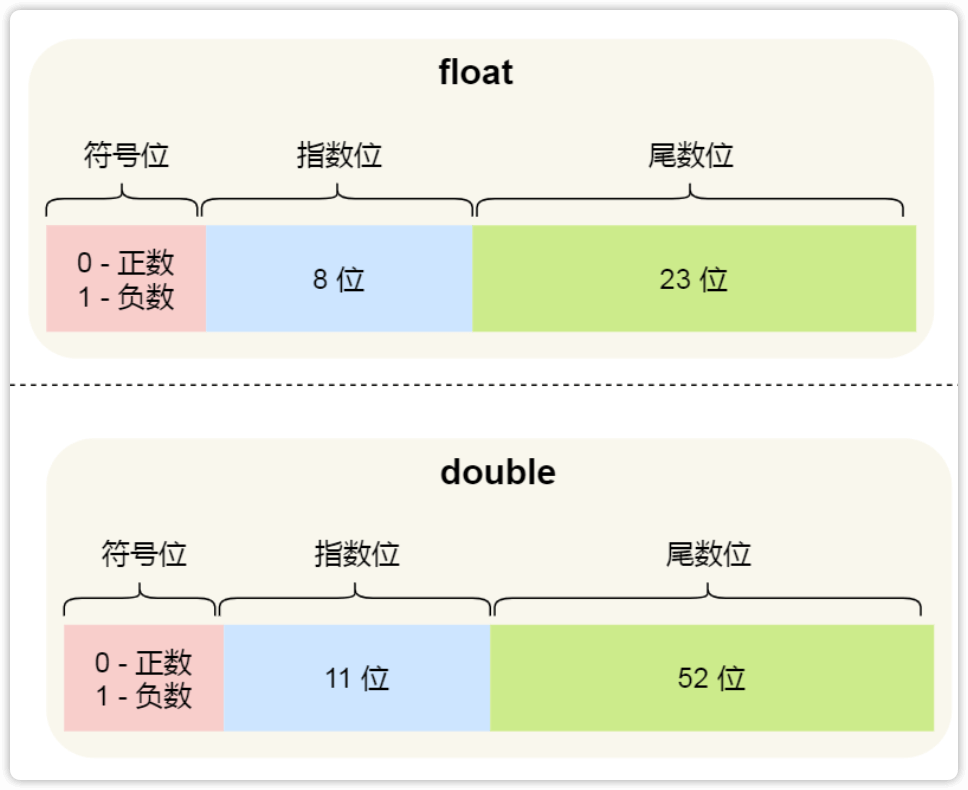 float
符号位 指数位 尾数位
0 - 正数
1 - 负数
8 位
23 位
double
符号位 指数位 尾数位
0 - 正数
1 - 负数
11 位
52 位